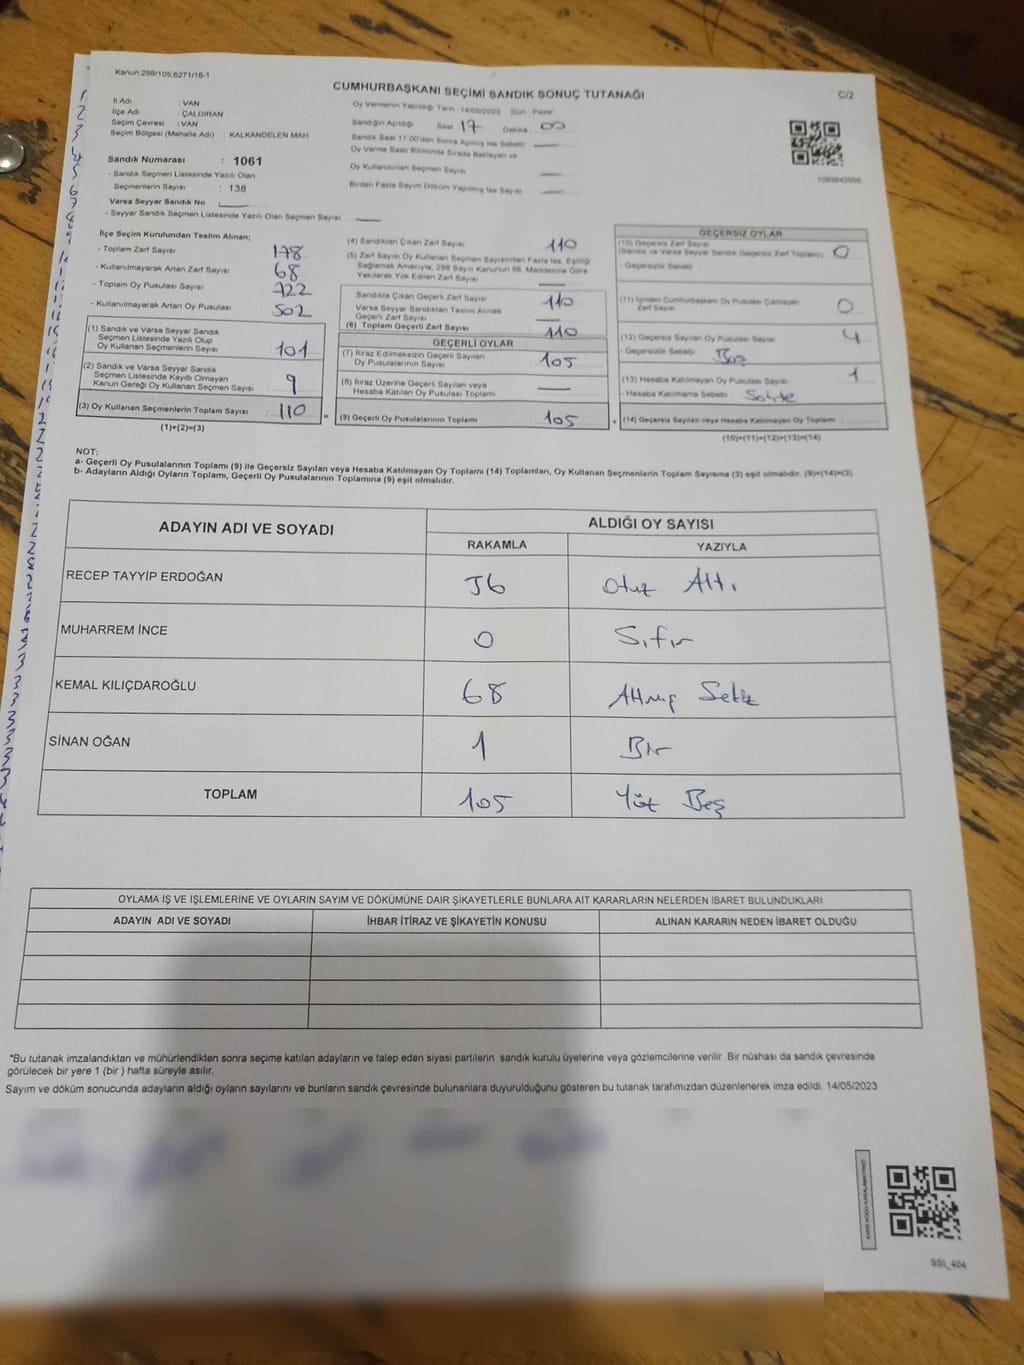 Kanun:298/105,6271/18-1
CUMHURBAŞKANI SEÇİMİ SANDIK SONUÇ TUTANAĞI
C/2
İl Adı : VAN
İlçe Adı : ÇALDIRAN
Seçim Çevresi : VAN
Seçim Bölgesi (Mahalle Adı) : KALKANDELEN MAH
Sandık Numarası : 1061
- Sandık Seçmen Listesinde Yazılı Olan
Seçmenlerin Sayısı : 138
Varsa Seyyar Sandık No
- Seyyar Sandık Seçmen Listesinde Yazılı Olan Seçmen Sayısı
Oy Vermenin Yapıldığı Tarih :14/05/2023 Gün : Pazar
Sandığın Açıldığı Saat 17 Dakika 00
Sandık Saat 17.00'den Sonra Açılmış İse Sebebi
Oy Verme Saati Bitiminde Sırada Bekleyen ve
Oy Kullandırılan Seçmen Sayısı
Birden Fazla Sayım Döküm Yapılmış İse Sayısı
İlçe Seçim Kurulundan Teslim Alınan;
- Toplam Zarf Sayısı 178
- Kullanılmayarak Artan Zarf Sayısı 68
- Toplam Oy Pusulası Sayısı 722
- Kullanılmayarak Artan Oy Pusulası 502
(1) Sandık ve Varsa Seyyar Sandık
Seçmen Listesinde Yazılı Olup
Oy Kullanan Seçmenlerin Sayısı : 101
(2) Sandık ve Varsa Seyyar Sandık
Seçmen Listesinde Kayıtlı Olmayan
Kanun Gereği Oy Kullanan Seçmen Sayısı : 9
(3) Oy Kullanan Seçmenlerin Toplam Sayısı : 110
(1)+(2)=(3)
(4) Sandıktan Çıkan Zarf Sayısı 110
(5) Zarf Sayısı Oy Kullanan Seçmen Sayısından Fazla İse, Eşitliği
Sağlamak Amacıyla, 298 Sayılı Kanunun 98. Maddesine Göre
Yakılarak Yok Edilen Zarf Sayısı
Sandıkta Çıkan Geçerli Zarf Sayısı 110
Varsa Seyyar Sandıktan Teslim Alınan
Geçerli Zarf Sayısı
(6) Toplam Geçerli Zarf Sayısı 110
GEÇERLİ OYLAR
(7) İtiraz Edilmeksizin Geçerli Sayılan
Oy Pusulalarının Sayısı 105
(8) İtiraz Üzerine Geçerli Sayılan veya
Hesaba Katılan Oy Pusulaları Toplamı
(9) Geçerli Oy Pusulalarının Toplamı 105
GEÇERSİZ OYLAR
(10) Geçersiz Zarf Sayısı
(Sandık ve Varsa Seyyar Sandık Geçersiz Zarf Toplamı) 0
- Geçersizlik Sebebi
(11) İçinden Cumhurbaşkanı Oy Pusulası Çıkmayan
Zarf Sayısı 0
(12) Geçersiz Sayılan Oy Pusulası Sayısı 4
- Geçersizlik Sebebi Boş
(13) Hesaba Katılmayan Oy Pusulası Sayısı 1
- Hesaba Katılmama Sebebi Sahte
(14) Geçersiz Sayılan veya Hesaba Katılmayan Oy Toplamı
(10)+(11)+(12)+(13)=(14)
NOT:
a- Geçerli Oy Pusulalarının Toplamı (9) ile Geçersiz Sayılan veya Hesaba Katılmayan Oy Toplamı (14) Toplamları, Oy Kullanan Seçmenlerin Toplam Sayısına (3) eşit olmalıdır. (9)+(14)=(3)
b- Adayların Aldığı Oyların Toplamı, Geçerli Oy Pusulalarının Toplamına (9) eşit olmalıdır.
ADAYIN ADI VE SOYADI
ALDIĞI OY SAYISI
RAKAMLA YAZIYLA
RECEP TAYYİP ERDOĞAN 36 Otuz Altı
MUHARREM İNCE 0 Sıfır
KEMAL KILIÇDAROĞLU 68 Altmış Sekiz
SİNAN OĞAN 1 Bir
TOPLAM 105 Yüz Beş
OYLAMA İŞ VE İŞLEMLERİNE VE OYLARIN SAYIM VE DÖKÜMÜNE DAİR ŞİKAYETLERLE BUNLARA AİT KARARLARIN NELERDEN İBARET BULUNDUKLARI
ADAYIN ADI VE SOYADI İHBAR İTİRAZ VE ŞİKAYETİN KONUSU ALINAN KARARIN NEDEN İBARET OLDUĞU
*Bu tutanak imzalandıktan ve mühürlendikten sonra seçime katılan adayların ve talep eden siyasi partilerin sandık kurulu üyelerine veya gözlemcilerine verilir. Bir nüshası da sandık çevresinde
görülecek bir yere 1 (bir ) hafta süreyle asılır.
Sayım ve döküm sonucunda adayların aldığı oyların sayılarını ve bunların sandık çevresinde bulunanlara duyurulduğunu gösteren bu tutanak tarafımızdan düzenlenerek imza edildi. 14/05/2023
SSI_404